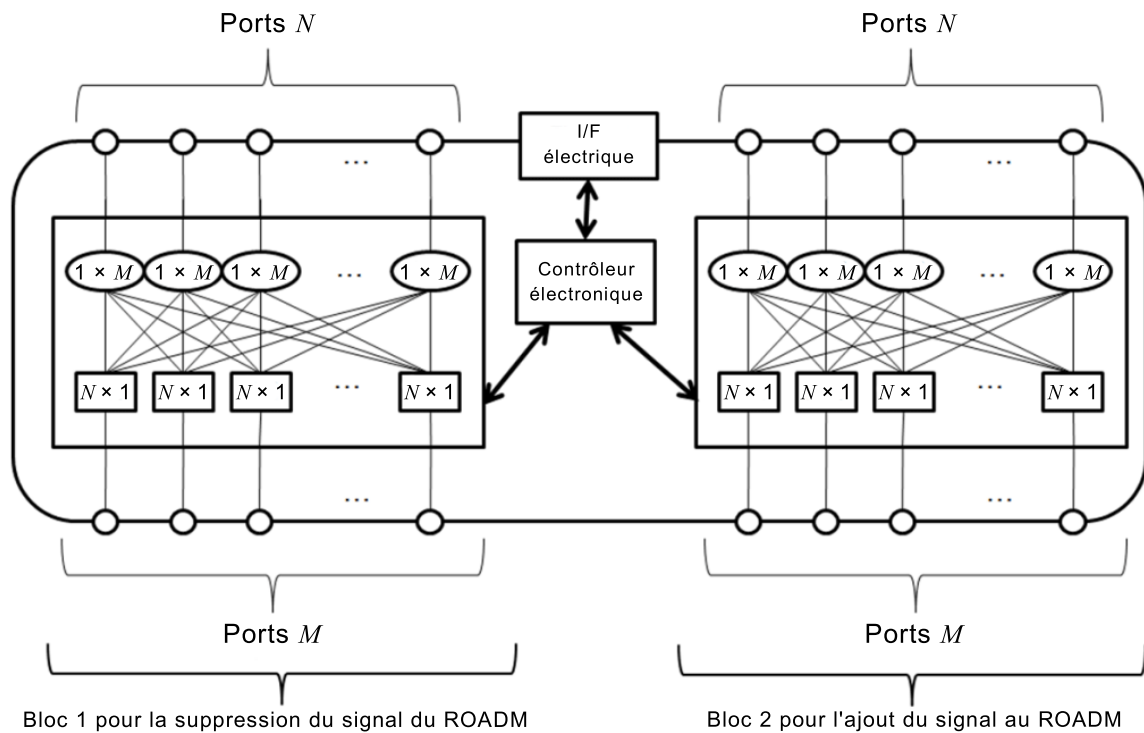 Ports N
Ports N
I/F
électrique
...
...
1 × M
1 × M
1 × M
...
1 × M
Contrôleur
électronique
1 × M
1 × M
1 × M
...
1 × M
N × 1
N × 1
N × 1
...
N × 1
N × 1
N × 1
N × 1
...
N × 1
...
...
Ports M
Ports M
Bloc 1 pour la suppression du signal du ROADM
Bloc 2 pour l'ajout du signal au ROADM